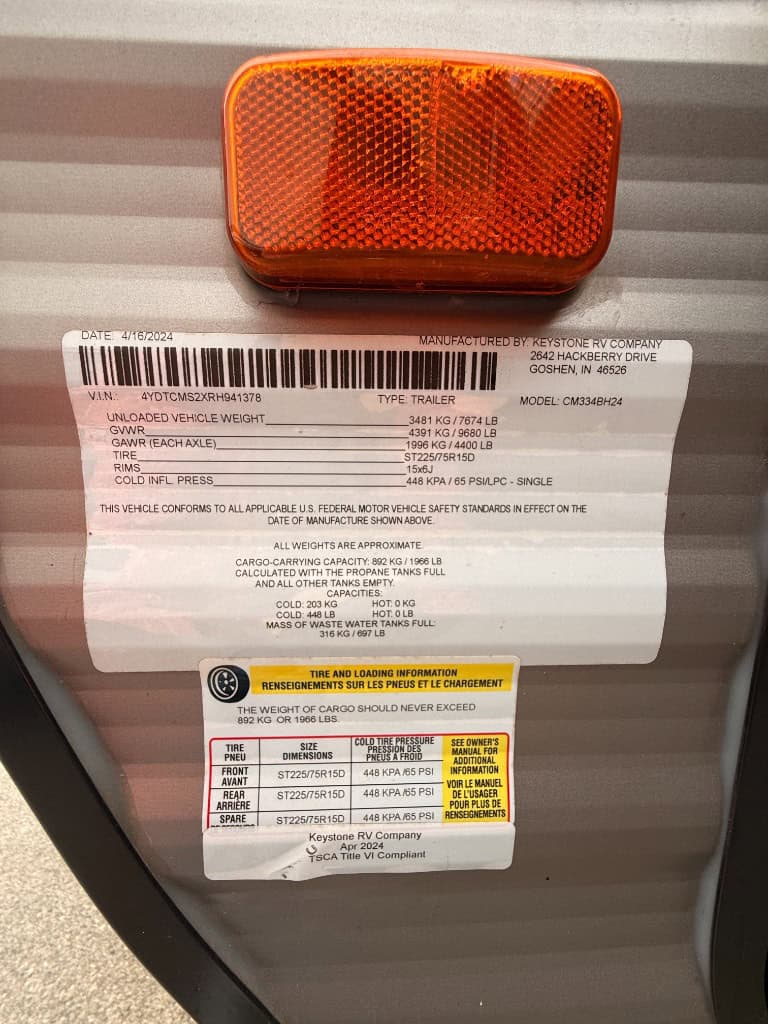 DATE: 4/16/2024
MANUFACTURED BY: KEYSTONE RV COMPANY
2642 HACKBERRY DRIVE
GOSHEN, IN 46526
V.I.N.: 4YDTCMS2XRH941378 TYPE: TRAILER MODEL: CM334BH24
UNLOADED VEHICLE WEIGHT 3481 KG / 7674 LB
GVWR 4391 KG / 9680 LB
GAWR (EACH AXLE) 1996 KG / 4400 LB
TIRE ST225/75R15D
RIMS 15x6J
COLD INFL. PRESS 448 KPA / 65 PSI/LPC - SINGLE
THIS VEHICLE CONFORMS TO ALL APPLICABLE U.S. FEDERAL MOTOR VEHICLE SAFETY STANDARDS IN EFFECT ON THE
DATE OF MANUFACTURE SHOWN ABOVE.
ALL WEIGHTS ARE APPROXIMATE.
CARGO-CARRYING CAPACITY: 892 KG / 1966 LB
CALCULATED WITH THE PROPANE TANKS FULL
AND ALL OTHER TANKS EMPTY.
CAPACITIES:
COLD: 203 KG HOT: 0 KG
COLD: 448 LB HOT: 0 LB
MASS OF WASTE WATER TANKS FULL:
316 KG / 697 LB
TIRE AND LOADING INFORMATION
RENSEIGNEMENTS SUR LES PNEUS ET LE CHARGEMENT
THE WEIGHT OF CARGO SHOULD NEVER EXCEED
892 KG OR 1966 LBS.
TIRE
PNEU
SIZE
DIMENSIONS
COLD TIRE PRESSURE
PRESSION DES
PNEUS A FROID
SEE OWNER'S
MANUAL FOR
ADDITIONAL
INFORMATION
VOIR LE MANUEL
DE L'USAGER
POUR PLUS DE
RENSEIGNEMENTS
FRONT
AVANT
ST225/75R15D 448 KPA /65 PSI
REAR
ARRIÈRE
ST225/75R15D 448 KPA /65 PSI
SPARE
ST225/75R15D 448 KPA /65 PSI
Keystone RV Company
Apr 2024
TSCA Title VI Compliant